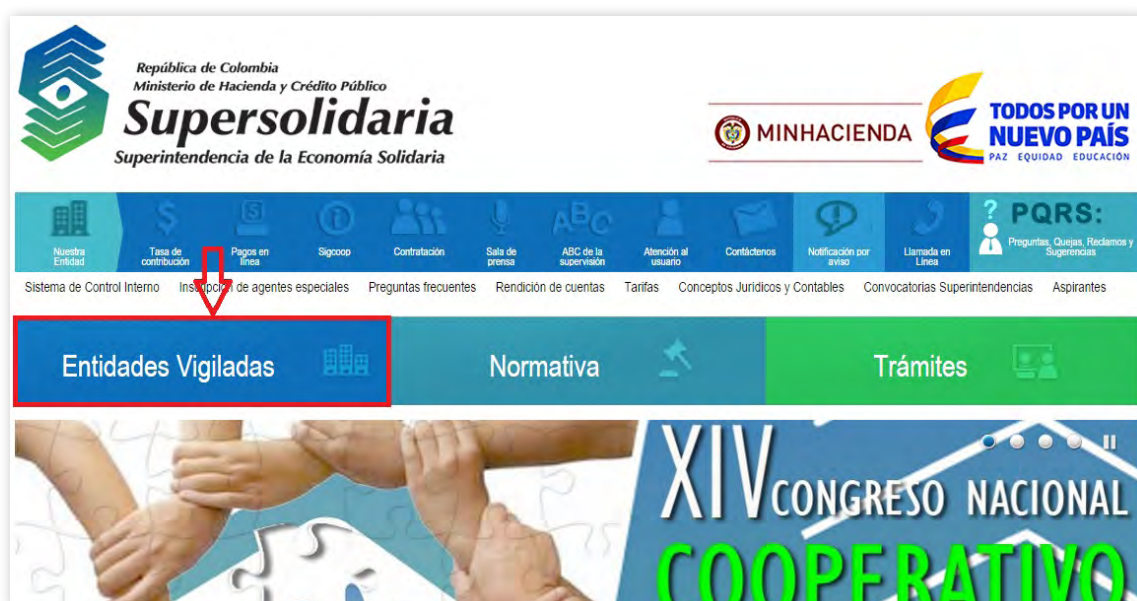 República de Colombia
Ministerio de Hacienda y Crédito Público
Supersolidaria
Superintendencia de la Economía Solidaria
MINHACIENDA
TODOS POR UN
NUEVO PAÍS
PAZ EQUIDAD EDUCACIÓN
Nuestra
Entidad
$
Tasa de
contribución
S
Pagos en
línea
Sigcoop
Contratación
Sala de
prensa
ABC
ABC de la
supervisión
Atención al
usuario
Contáctenos
Notificación por
aviso
Llamada en
Línea
? PQRS:
Preguntas, Quejas, Reclamos y
Sugerencias
Sistema de Control Interno Inscripción de agentes especiales Preguntas frecuentes Rendición de cuentas Tarifas Conceptos Jurídicos y Contables Convocatorias Superintendencias Aspirantes
Entidades Vigiladas
Normativa
Trámites
XIV CONGRESO NACIONAL
COOPERATIVO